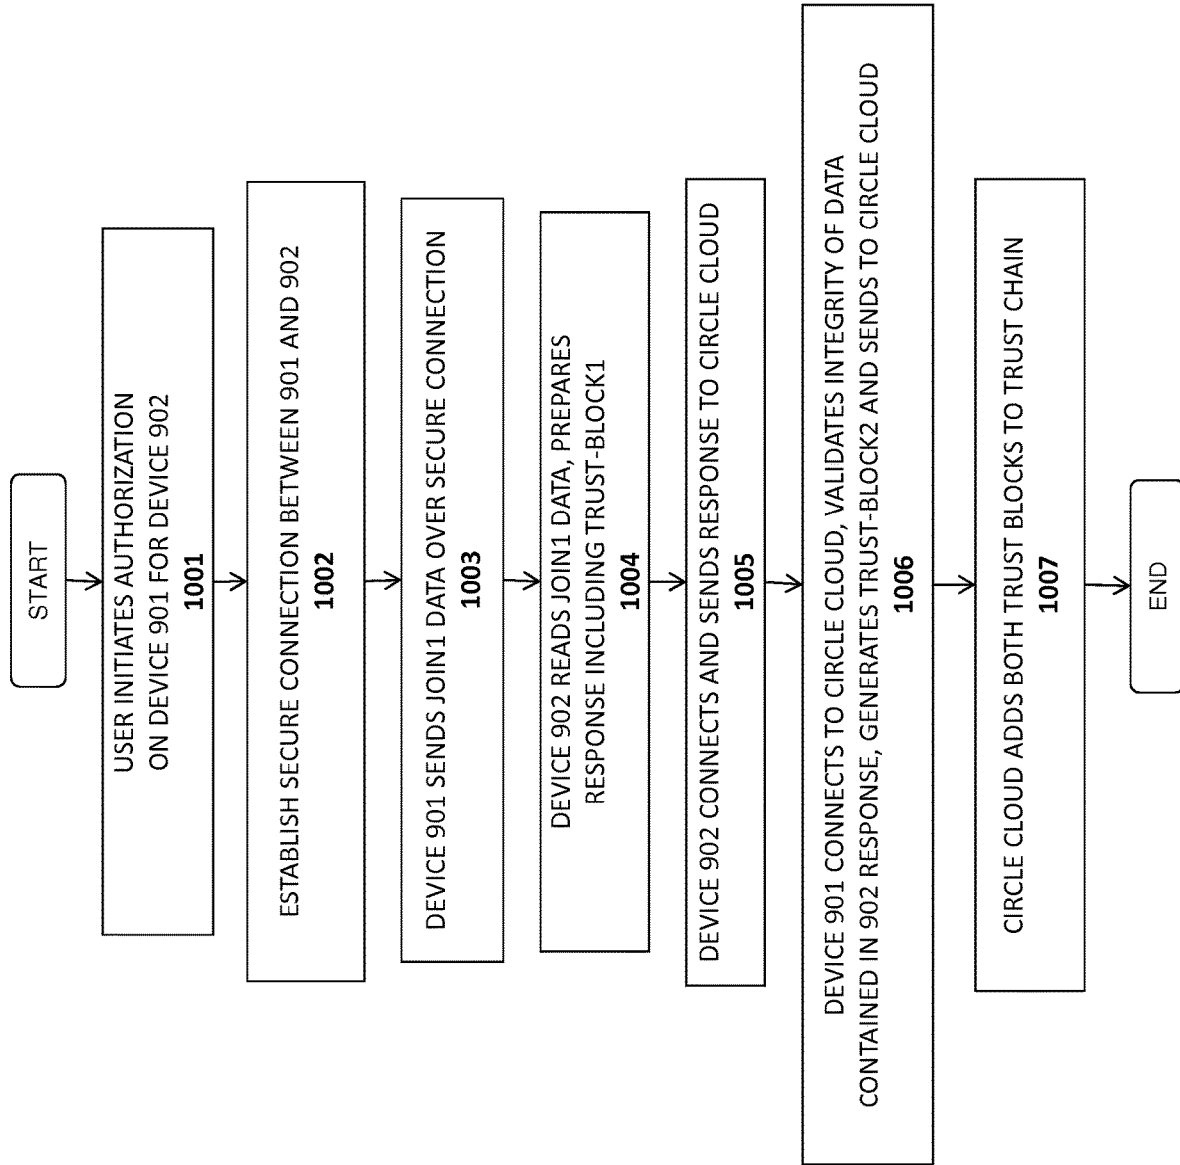 START
USER INITIATES AUTHORIZATION
ON DEVICE 901 FOR DEVICE 902
1001
ESTABLISH SECURE CONNECTION BETWEEN 901 AND 902
1002
DEVICE 901 SENDS JOIN1 DATA OVER SECURE CONNECTION
1003
DEVICE 902 READS JOIN1 DATA, PREPARES
RESPONSE INCLUDING TRUST-BLOCK1
1004
DEVICE 902 CONNECTS AND SENDS RESPONSE TO CIRCLE CLOUD
1005
DEVICE 901 CONNECTS TO CIRCLE CLOUD, VALIDATES INTEGRITY OF DATA
CONTAINED IN 902 RESPONSE, GENERATES TRUST-BLOCK2 AND SENDS TO CIRCLE CLOUD
1006
CIRCLE CLOUD ADDS BOTH TRUST BLOCKS TO TRUST CHAIN
1007
END